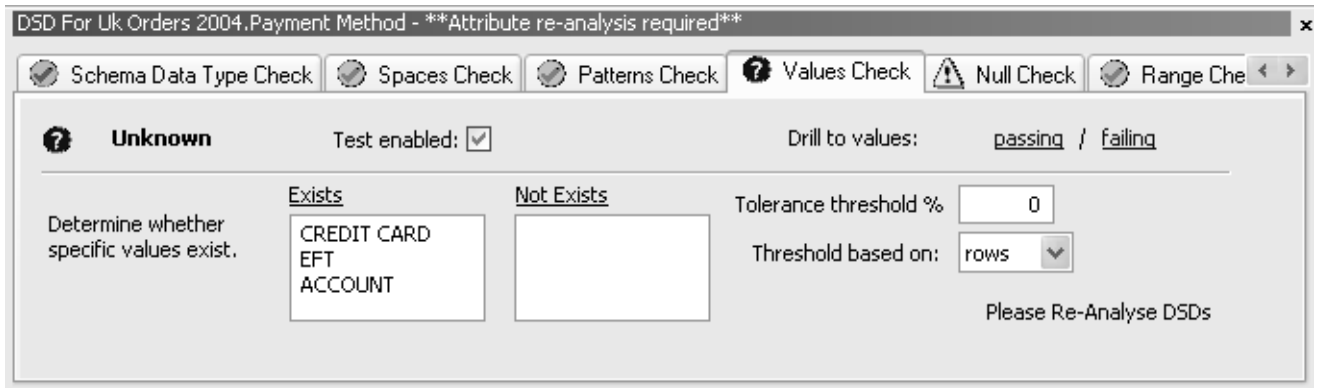 DSD For Uk Orders 2004.Payment Method - **Attribute re-analysis required**
Schema Data Type Check Spaces Check Patterns Check Values Check Null Check Range Che
Unknown Test enabled: Drill to values: passing / failing
Exists Not Exists Tolerance threshold % 0
Determine whether
specific values exist.
CREDIT CARD
EFT
ACCOUNT
Threshold based on: rows
Please Re-Analyse DSDs